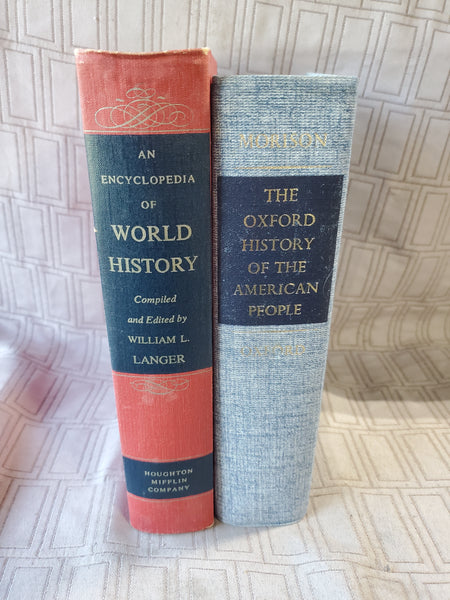 AN
ENCYCLOPEDIA
OF
WORLD
HISTORY
Compiled
and Edited by
WILLIAM L.
LANGER
HOUGHTON
MIFFLIN
COMPANY
MORISON
THE
OXFORD
HISTORY
OF THE
AMERICAN
PEOPLE
OXFORD